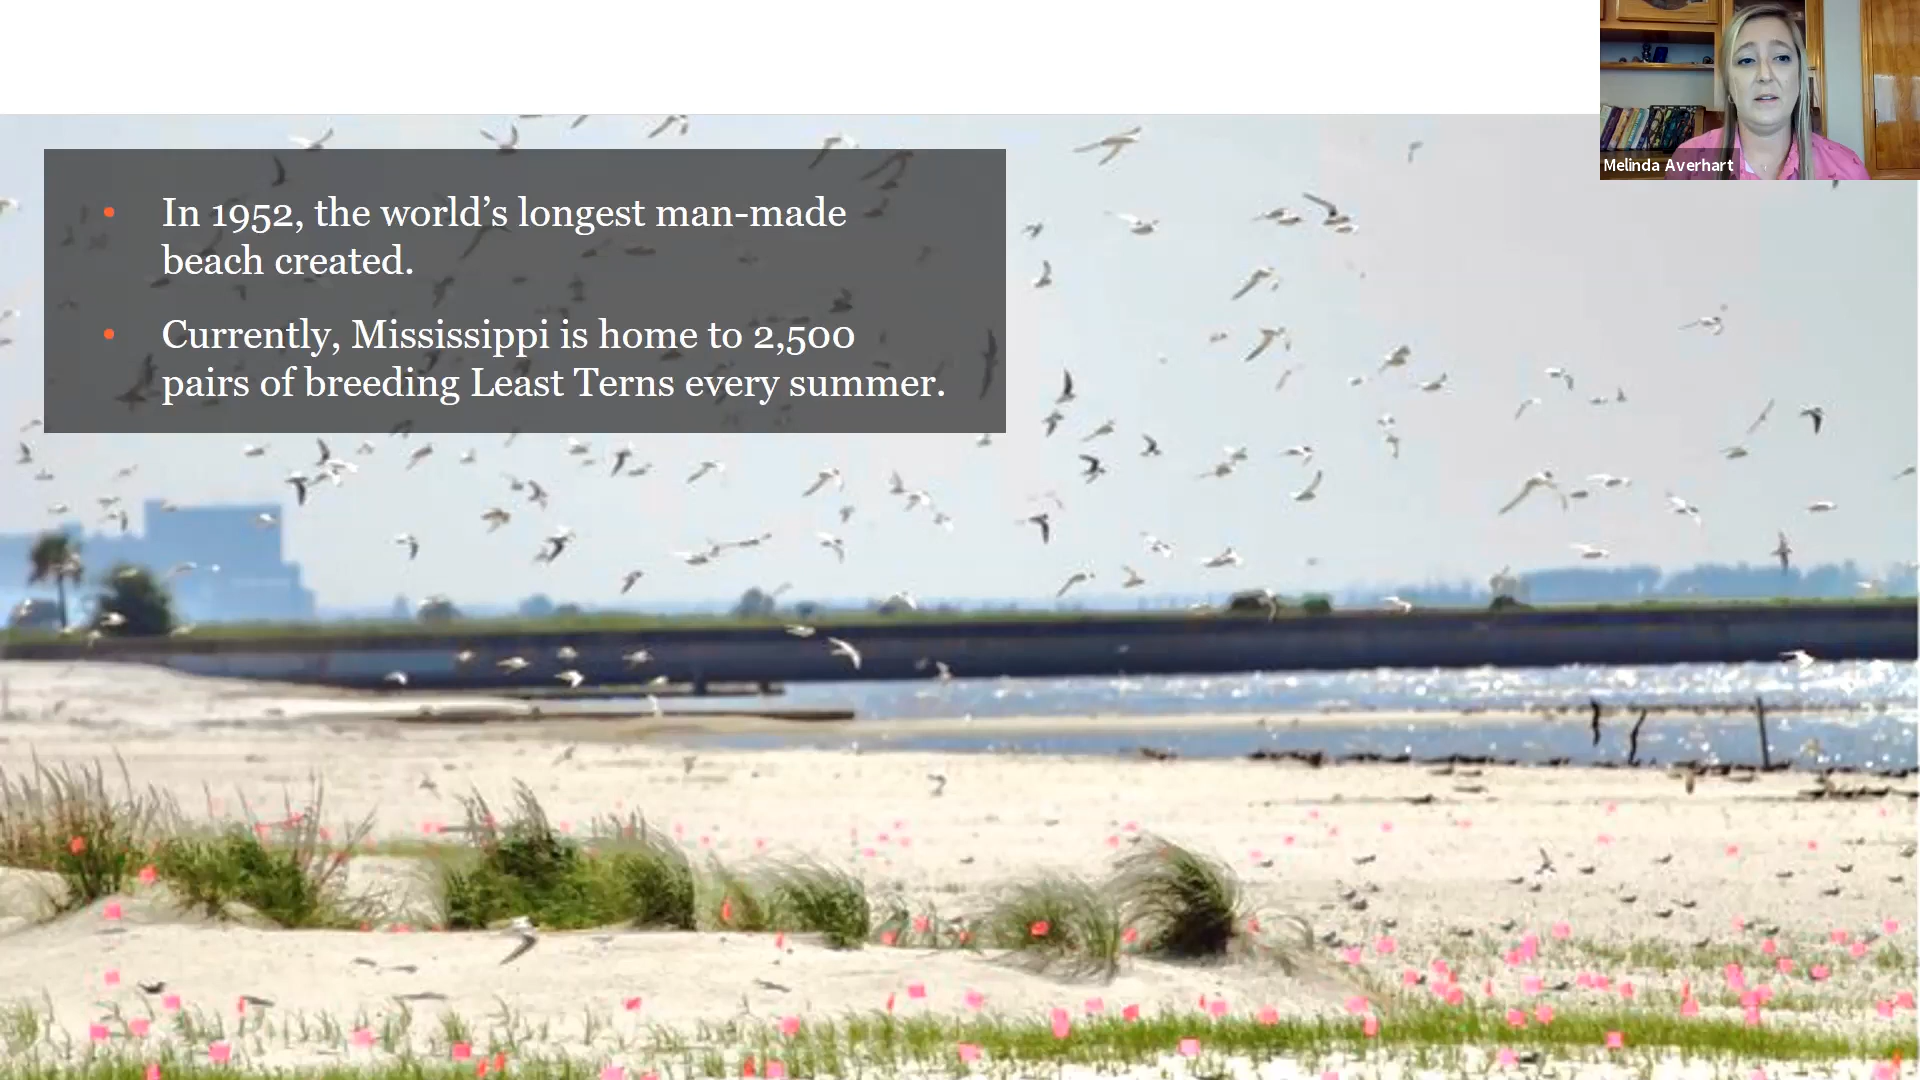 In 1952, the world’s longest man-made
beach created.
Currently, Mississippi is home to 2,500
pairs of breeding Least Terns every summer.
Melinda Averhart